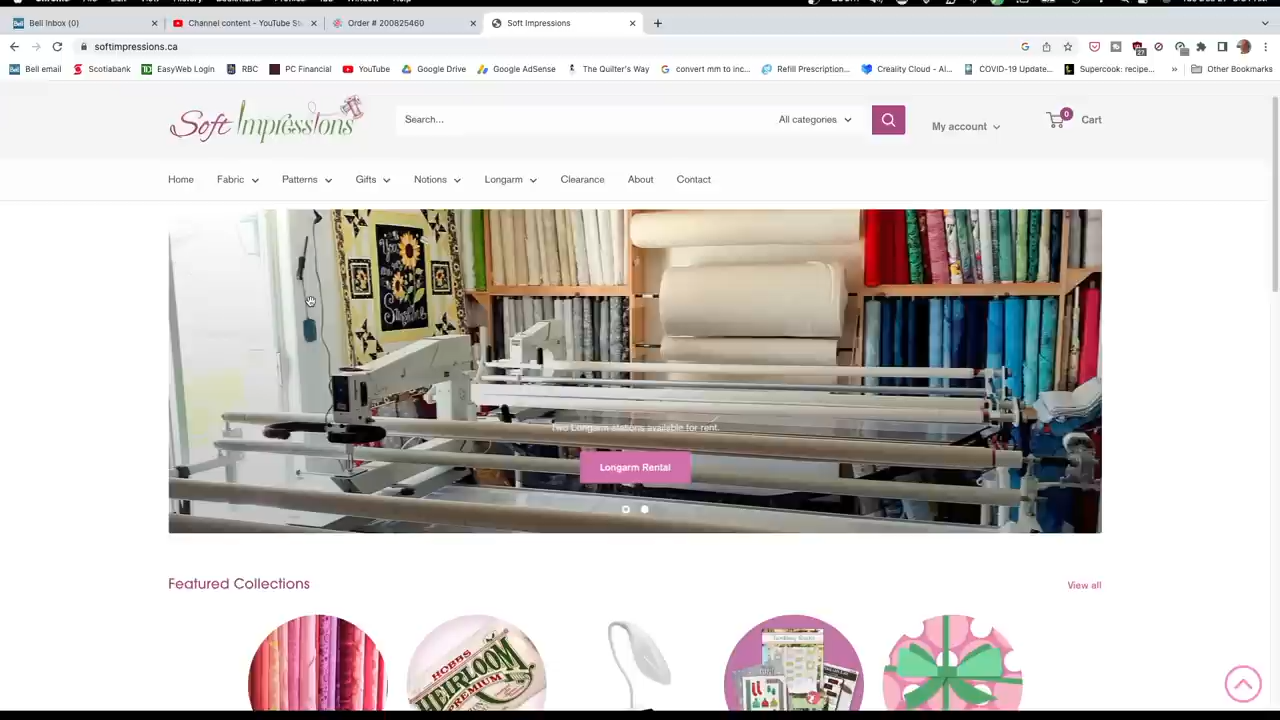 Bell Inbox (0)
Channel content - YouTube St
Order # 200825460
Soft Impressions
softimpressions.ca
Bell email
Scotiabank
EasyWeb Login
RBC
PC Financial
YouTube
Google Drive
Google AdSense
The Quilter's Way
convert mm to inc...
Refill Prescription...
Creality Cloud - Al...
COVID-19 Update...
Supercook: recipe...
Other Bookmarks
Soft Impressions
Search...
All categories
My account
0
Cart
Home
Fabric
Patterns
Gifts
Notions
Longarm
Clearance
About
Contact
Two Longarm stations available for rent.
Longarm Rental
Featured Collections
View all
HOBBS
HEIRLOOM
PREMIUM